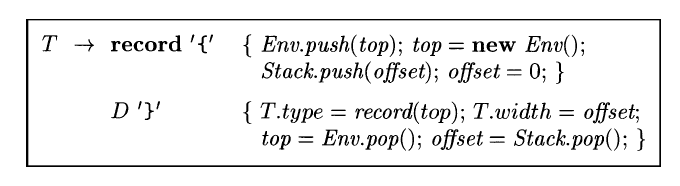 T → record '{' { Env.push(top); top = new Env();
Stack.push(offset); offset = 0; }
D '}' { T.type = record(top); T.width = offset;
top = Env.pop(); offset = Stack.pop(); }